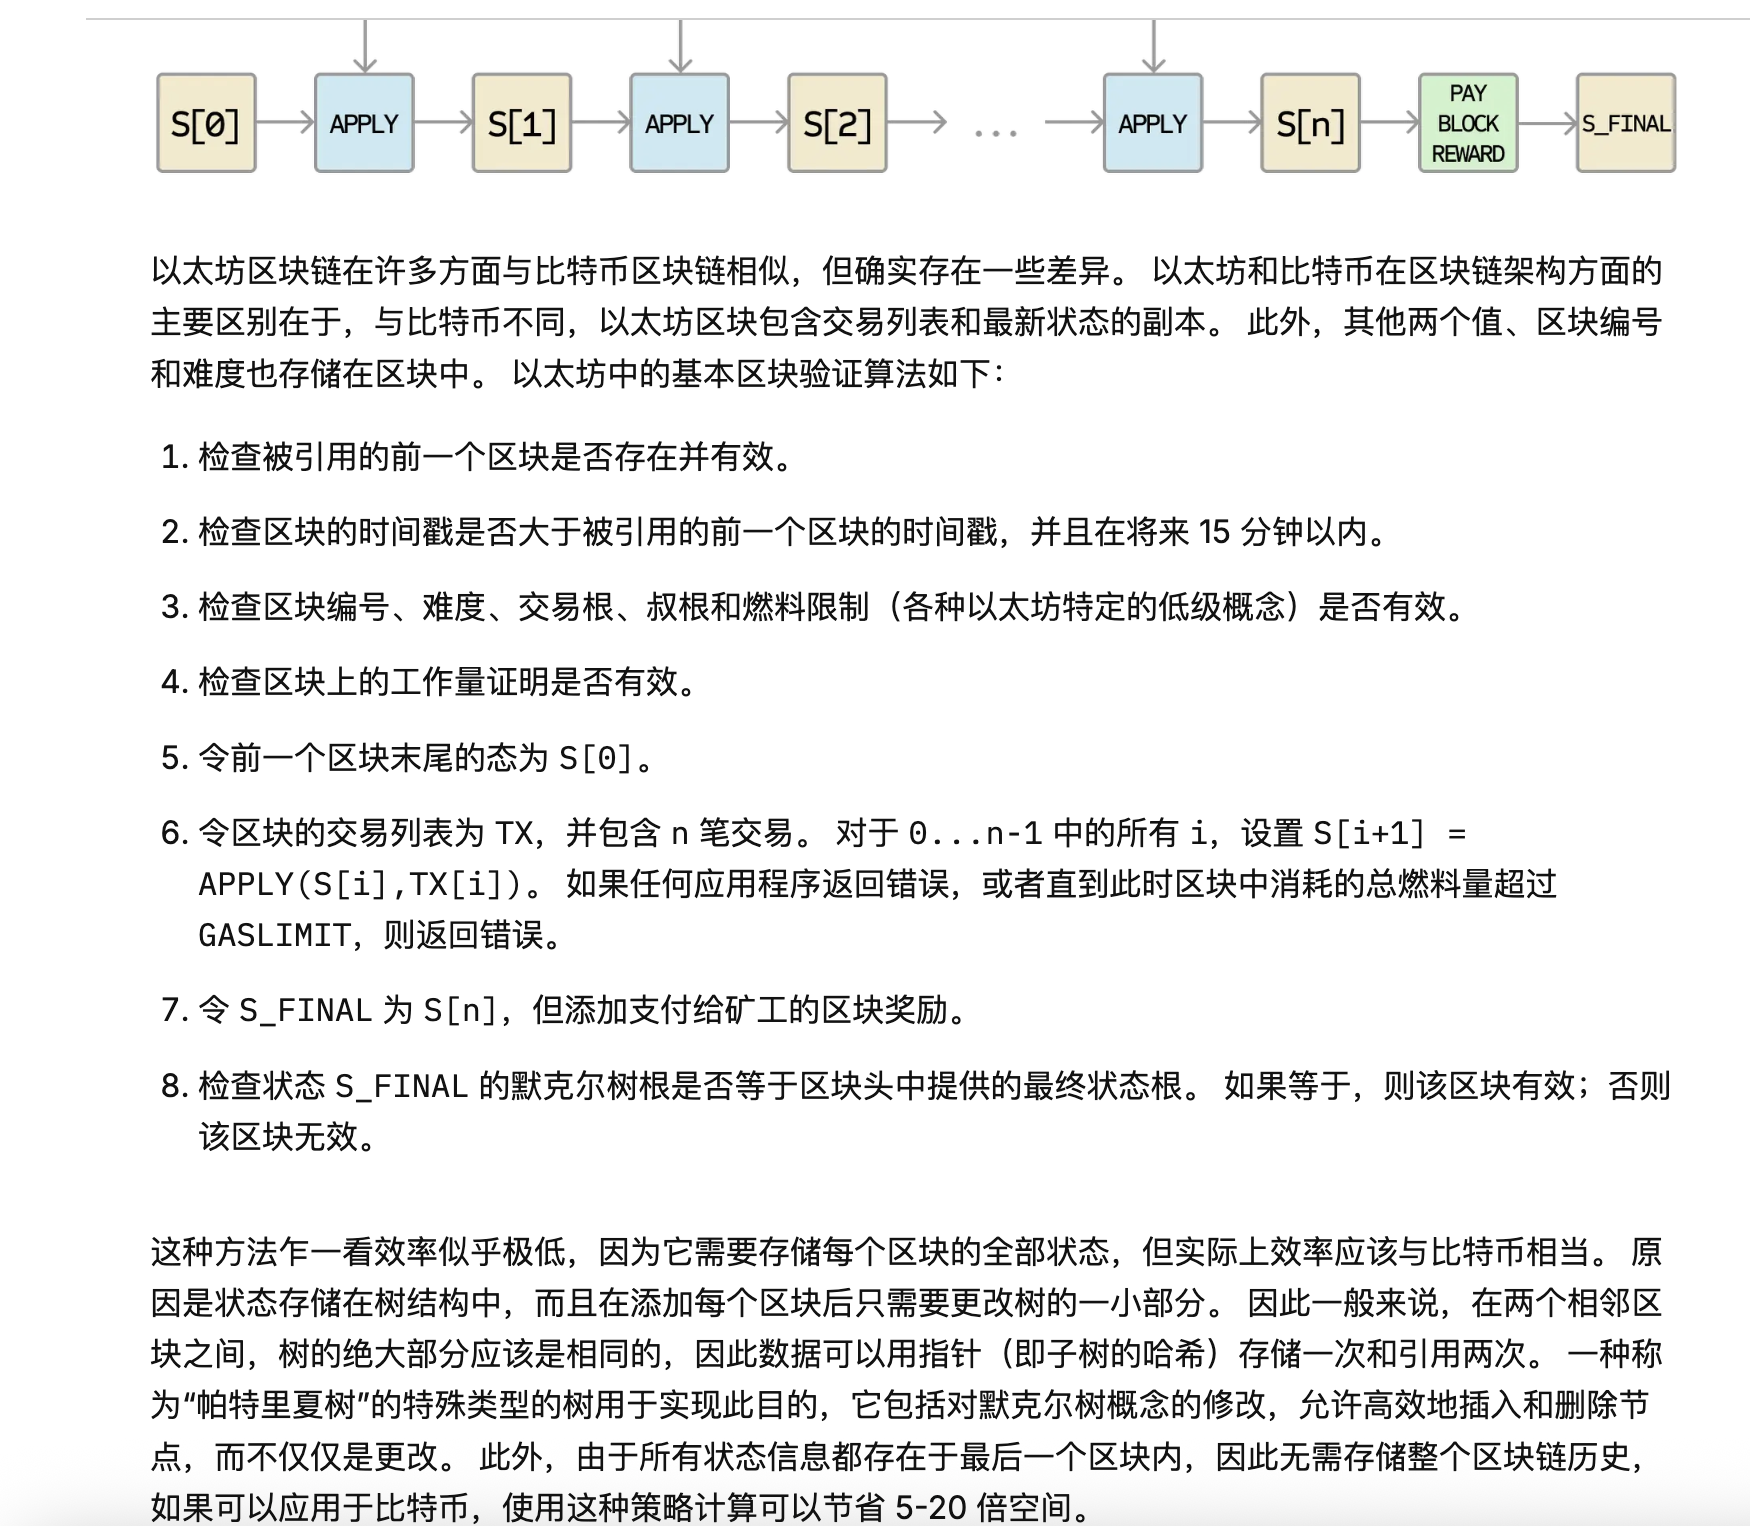 S[0] APPLY S[1] APPLY S[2] ... APPLY S[n] PAY BLOCK REWARD S_FINAL
以太坊区块链在许多方面与比特币区块链相似，但确实存在一些差异。 以太坊和比特币在区块链架构方面的
主要区别在于，与比特币不同，以太坊区块包含交易列表和最新状态的副本。 此外，其他两个值、区块编号
和难度也存储在区块中。 以太坊中的基本区块验证算法如下：
1. 检查被引用的前一个区块是否存在并有效。
2. 检查区块的时间戳是否大于被引用的前一个区块的时间戳，并且在将来 15 分钟以内。
3. 检查区块编号、难度、交易根、叔根和燃料限制（各种以太坊特定的低级概念）是否有效。
4. 检查区块上的工作量证明是否有效。
5. 令前一个区块末尾的态为 S[0]。
6. 令区块的交易列表为 TX，并包含 n 笔交易。 对于 0...n-1 中的所有 i，设置 S[i+1] =
APPLY(S[i],TX[i])。 如果任何应用程序返回错误，或者直到此时区块中消耗的总燃料量超过
GASLIMIT，则返回错误。
7. 令 S_FINAL 为 S[n]，但添加支付给矿工的区块奖励。
8. 检查状态 S_FINAL 的默克尔树根是否等于区块头中提供的最终状态根。 如果等于，则该区块有效；否则
该区块无效。
这种方法乍一看效率似乎极低，因为它需要存储每个区块的全部状态，但实际上效率应该与比特币相当。 原
因是状态存储在树结构中，而且在添加每个区块后只需要更改树的一小部分。 因此一般来说，在两个相邻区
块之间，树的绝大部分应该是相同的，因此数据可以用指针（即子树的哈希）存储一次和引用两次。 一种称
为“帕特里夏树”的特殊类型的树用于实现此目的，它包括对默克尔树概念的修改，允许高效地插入和删除节
点，而不仅仅是更改。 此外，由于所有状态信息都存在于最后一个区块内，因此无需存储整个区块链历史，
如果可以应用于比特币，使用这种策略计算可以节省 5-20 倍空间。